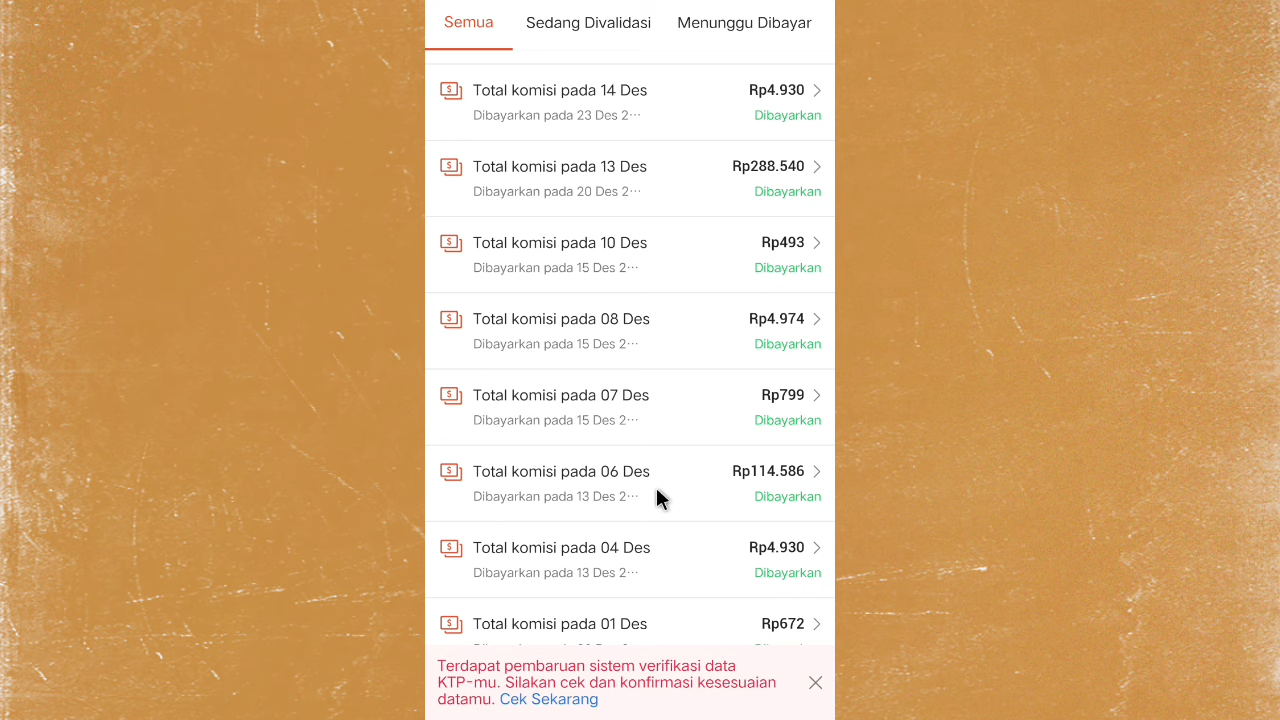 Semua Sedang Divalidasi Menunggu Dibayar
Total komisi pada 14 Des Rp4.930
Dibayarkan pada 23 Des 2··· Dibayarkan
Total komisi pada 13 Des Rp288.540
Dibayarkan pada 20 Des 2··· Dibayarkan
Total komisi pada 10 Des Rp493
Dibayarkan pada 15 Des 2··· Dibayarkan
Total komisi pada 08 Des Rp4.974
Dibayarkan pada 15 Des 2··· Dibayarkan
Total komisi pada 07 Des Rp799
Dibayarkan pada 15 Des 2··· Dibayarkan
Total komisi pada 06 Des Rp114.586
Dibayarkan pada 13 Des 2··· Dibayarkan
Total komisi pada 04 Des Rp4.930
Dibayarkan pada 13 Des 2··· Dibayarkan
Total komisi pada 01 Des Rp672
Terdapat pembaruan sistem verifikasi data
KTP-mu. Silakan cek dan konfirmasi kesesuaian
datamu. Cek Sekarang